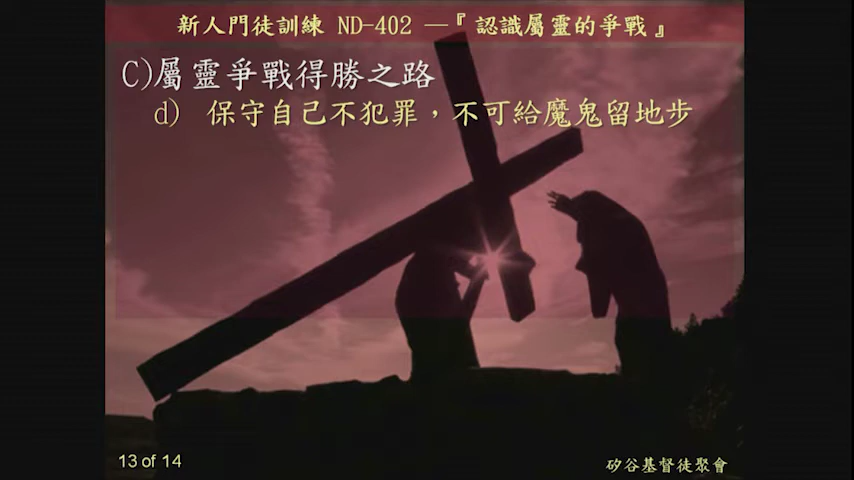 新人門徒訓練 ND-402 —『認識屬靈的爭戰』
C)屬靈爭戰得勝之路
d) 保守自己不犯罪，不可給魔鬼留地步
13 of 14
矽谷基督徒聚會